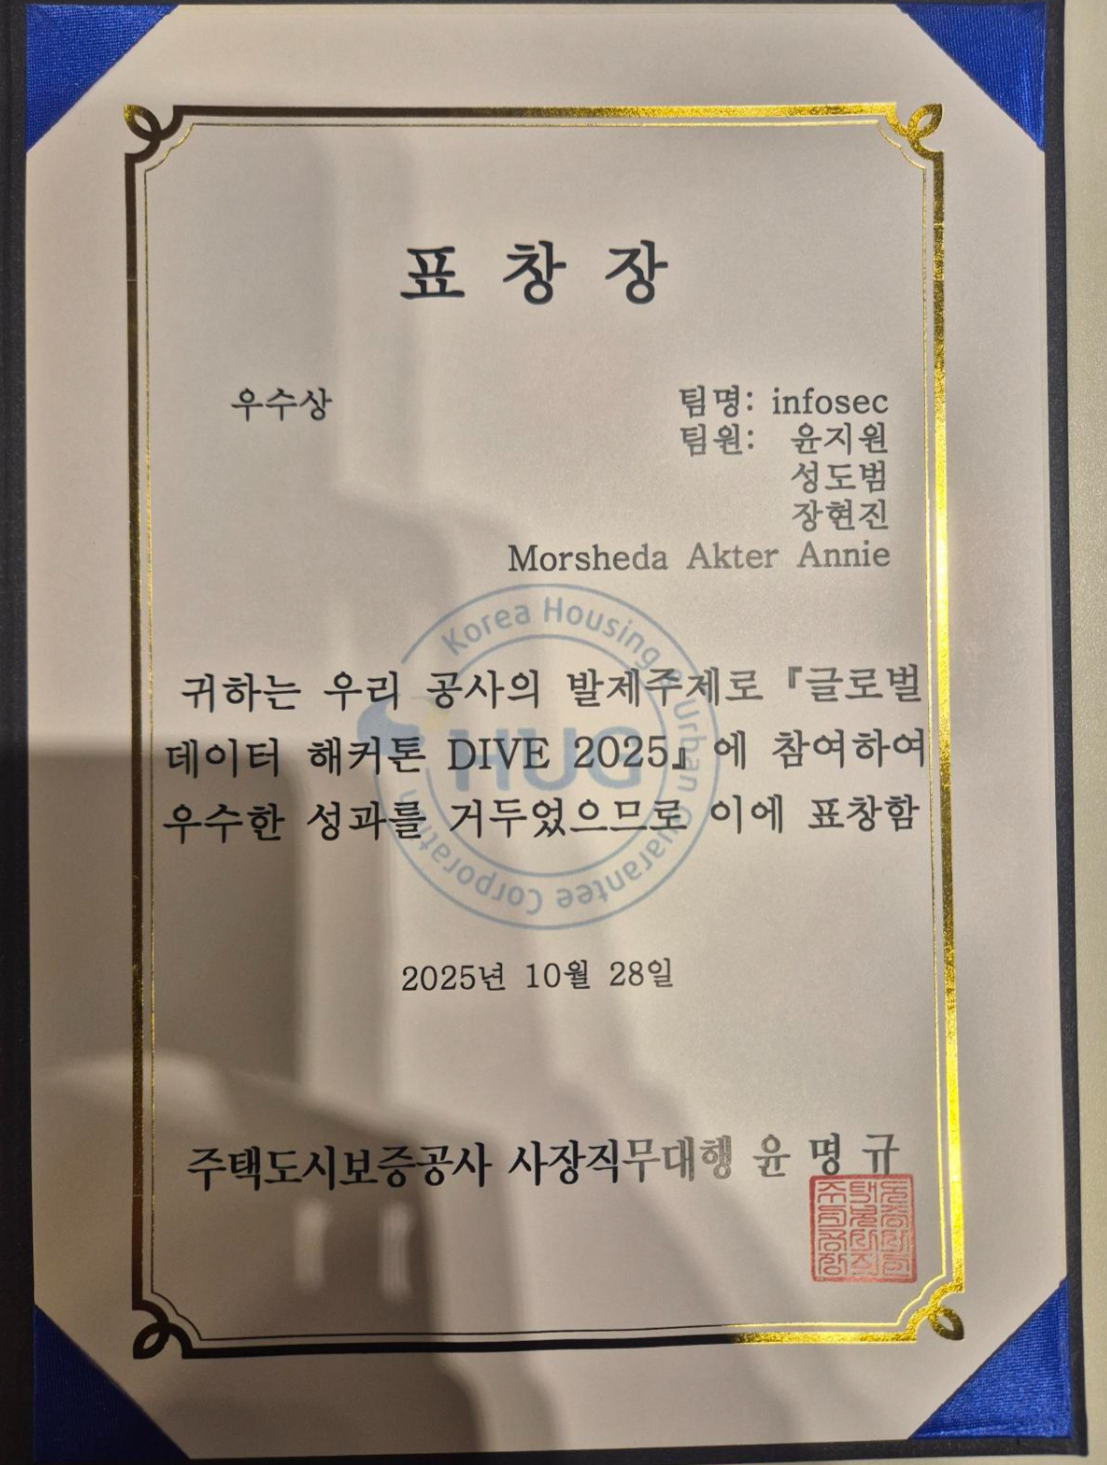 표 창 장
우수상
팀명: infosec
팀원: 윤지원
성도범
장현진
Morsheda Akter Annie
Korea Housing & Urban Guarantee Corporation
HUG
귀하는 우리 공사의 발제주제로 『글로벌
데이터 해커톤 DIVE 2025』에 참여하여
우수한 성과를 거두었으므로 이에 표창함
2025년 10월 28일
주택도시보증공사 사장직무대행 윤 명 규